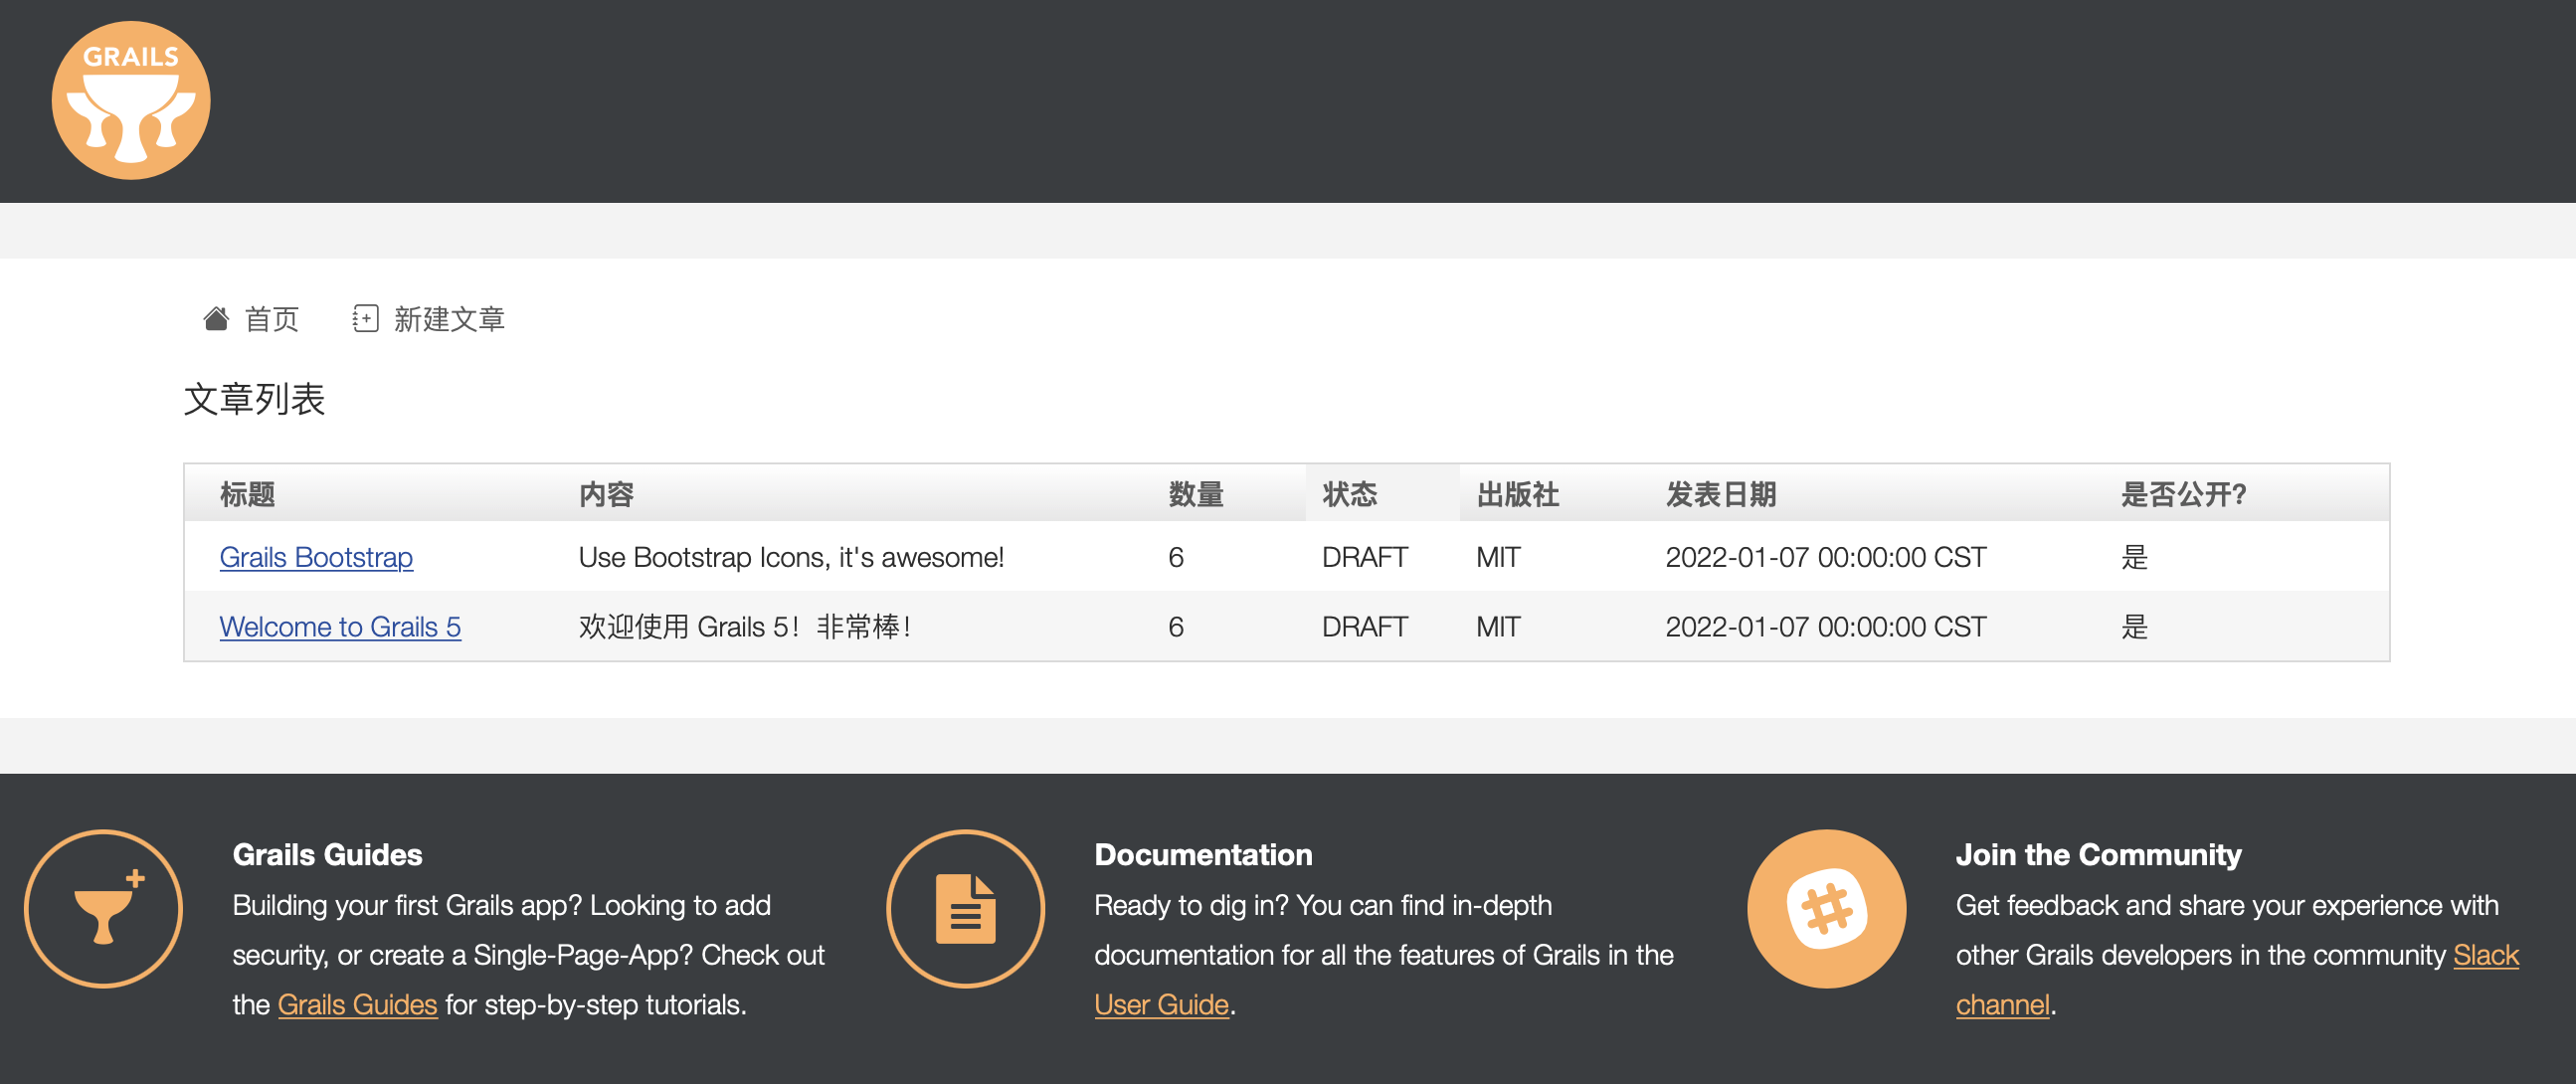 GRAILS
首页 新建文章
文章列表
标题 内容 数量 状态 出版社 发表日期 是否公开?
Grails Bootstrap Use Bootstrap Icons, it's awesome! 6 DRAFT MIT 2022-01-07 00:00:00 CST 是
Welcome to Grails 5 欢迎使用 Grails 5！非常棒！ 6 DRAFT MIT 2022-01-07 00:00:00 CST 是
Grails Guides
Building your first Grails app? Looking to add
security, or create a Single-Page-App? Check out
the Grails Guides for step-by-step tutorials.
Documentation
Ready to dig in? You can find in-depth
documentation for all the features of Grails in the
User Guide.
Join the Community
Get feedback and share your experience with
other Grails developers in the community Slack
channel.